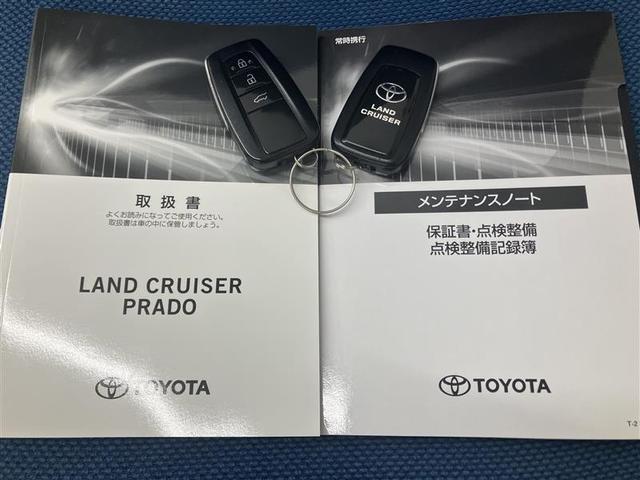 取扱書
よくお読みになってご使用ください。
取扱書は車の中に保管しましょう。
LAND CRUISER
PRADO
TOYOTA
LAND
CRUISER
常時携行
メンテナンスノート
保証書・点検整備
点検整備記録簿
TOYOTA
T-2